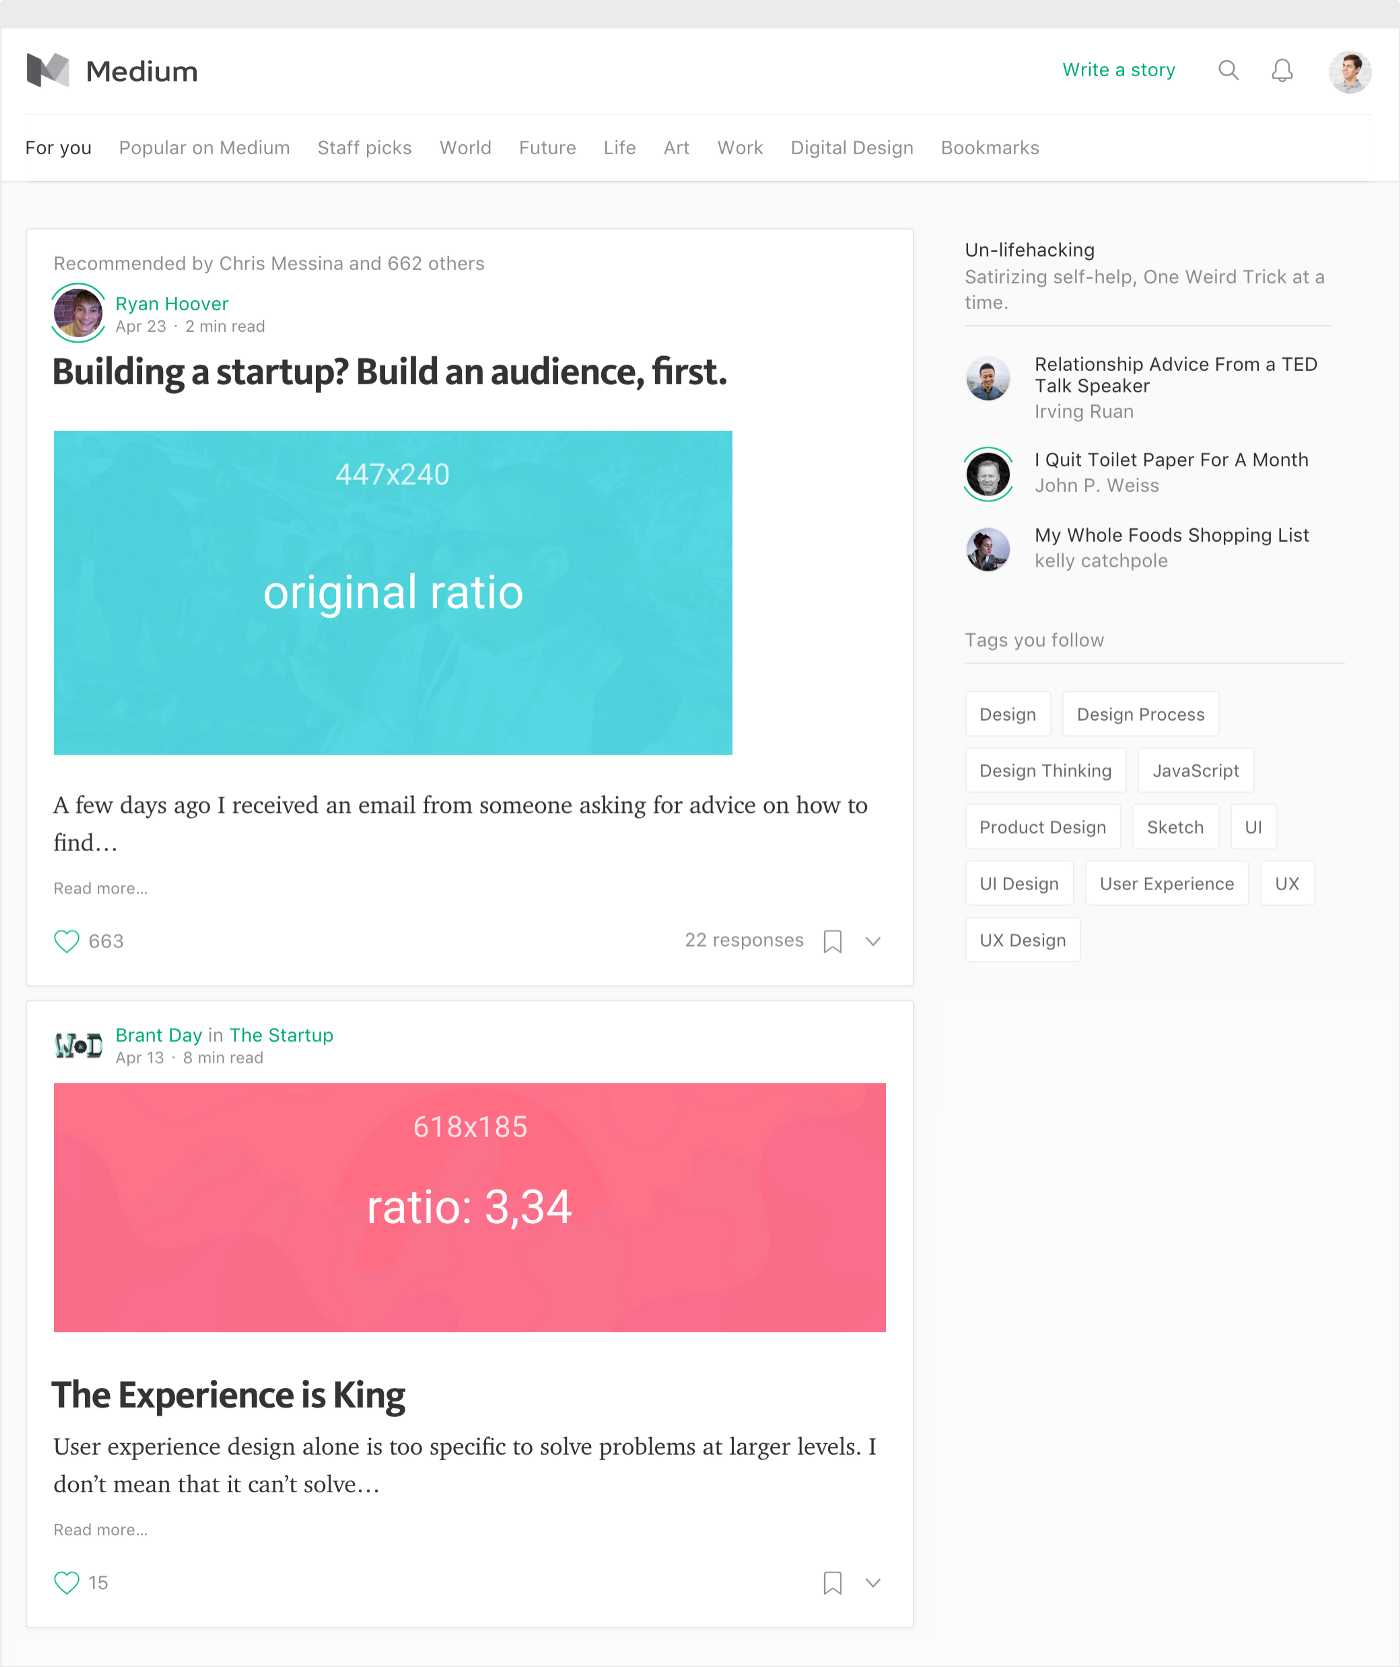 Medium
Write a story
For you Popular on Medium Staff picks World Future Life Art Work Digital Design Bookmarks
Recommended by Chris Messina and 662 others
Ryan Hoover
Apr 23 · 2 min read
Building a startup? Build an audience, first.
447x240
original ratio
A few days ago I received an email from someone asking for advice on how to
find…
Read more...
663
22 responses
WD
Brant Day in The Startup
Apr 13 · 8 min read
618x185
ratio: 3,34
The Experience is King
User experience design alone is too specific to solve problems at larger levels. I
don’t mean that it can’t solve…
Read more...
15
Un-lifehacking
Satirizing self-help, One Weird Trick at a
time.
Relationship Advice From a TED
Talk Speaker
Irving Ruan
I Quit Toilet Paper For A Month
John P. Weiss
My Whole Foods Shopping List
kelly catchpole
Tags you follow
Design Design Process
Design Thinking JavaScript
Product Design Sketch UI
UI Design User Experience UX
UX Design